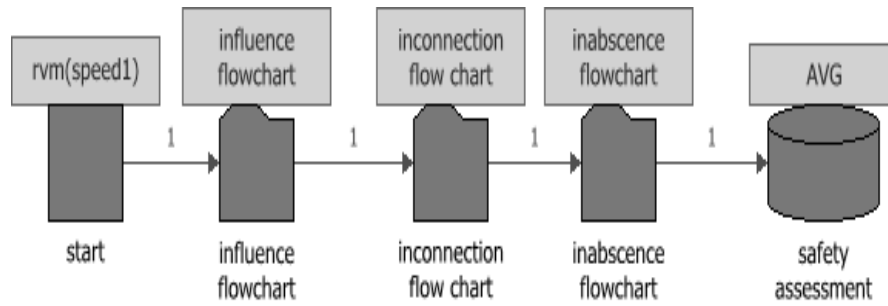 rvm(speed1)
influence
flowchart
inconnection
flow chart
inabscence
flowchart
AVG
1
1
1
1
start
influence
flowchart
inconnection
flow chart
inabscence
flowchart
safety
assessment